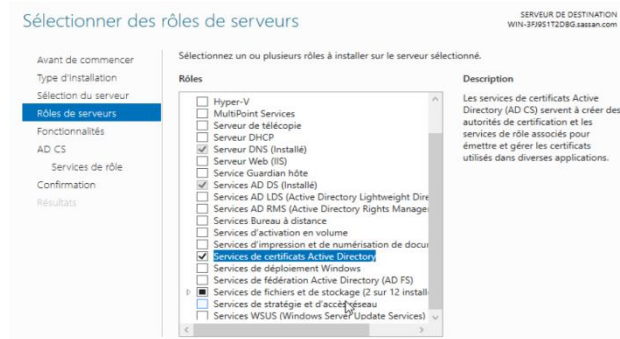 Sélectionner des rôles de serveurs
SERVEUR DE DESTINATION
WIN-3FJ9S1T2DBG.sassan.com
Avant de commencer
Type d'installation
Sélection du serveur
Rôles de serveurs
Fonctionnalités
AD CS
Services de rôle
Confirmation
Résultats
Sélectionnez un ou plusieurs rôles à installer sur le serveur sélectionné.
Rôles
Hyper-V
MultiPoint Services
Serveur de télécopie
Serveur DHCP
Serveur DNS (Installé)
Serveur Web (IIS)
Service Guardian hôte
Services AD DS (Installé)
Services AD LDS (Active Directory Lightweight Dire
Services AD RMS (Active Directory Rights Manage
Services Bureau à distance
Services d'activation en volume
Services d'impression et de numérisation de docu
Services de certificats Active Directory
Services de déploiement Windows
Services de fédération Active Directory (AD FS)
Services de fichiers et de stockage (2 sur 12 install
Services de stratégie et d'accès réseau
Services WSUS (Windows Server Update Services)
Description
Les services de certificats Active
Directory (AD CS) servent à créer des
autorités de certification et les
services de rôle associés pour
émettre et gérer les certificats
utilisés dans diverses applications.